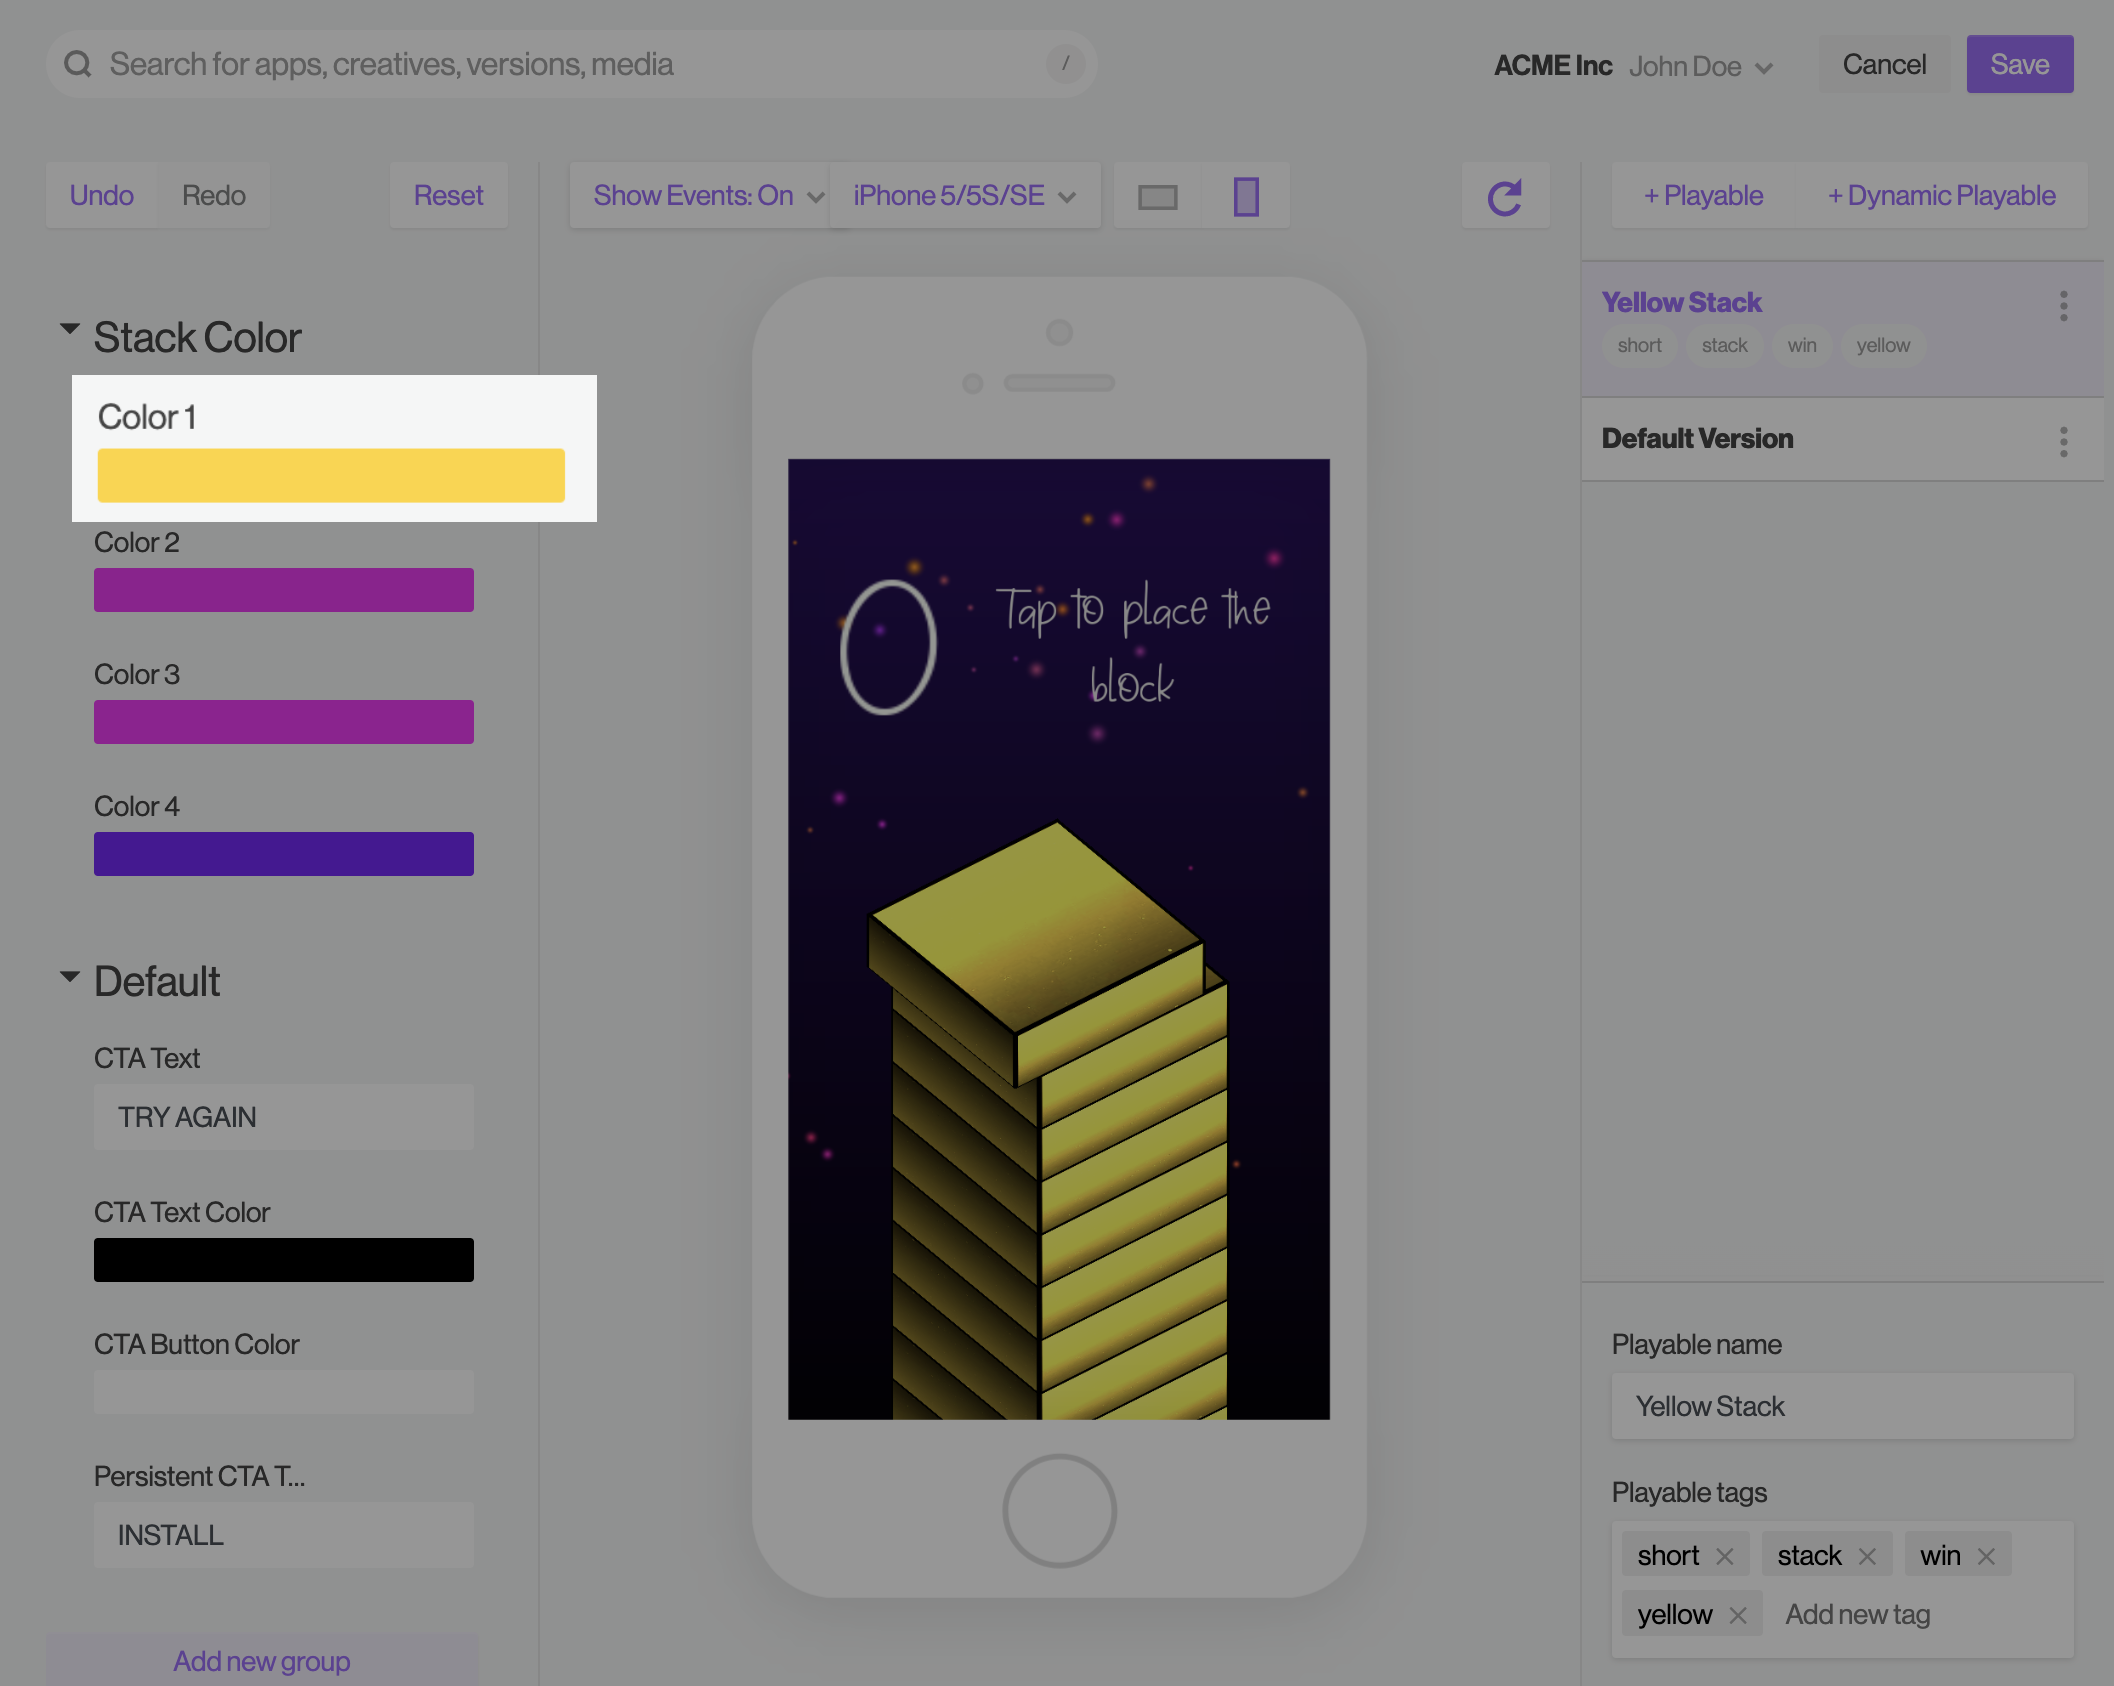 Search for apps, creatives, versions, media
/
ACME Inc John Doe
Cancel
Save
Undo
Redo
Reset
Show Events: On
iPhone 5/5S/SE
+ Playable
+ Dynamic Playable
Stack Color
Color 1
Color 2
Color 3
Color 4
Default
CTA Text
TRY AGAIN
CTA Text Color
CTA Button Color
Persistent CTA T...
INSTALL
Add new group
0
Tap to place the
block
Yellow Stack
short stack win yellow
Default Version
Playable name
Yellow Stack
Playable tags
short stack win
yellow Add new tag